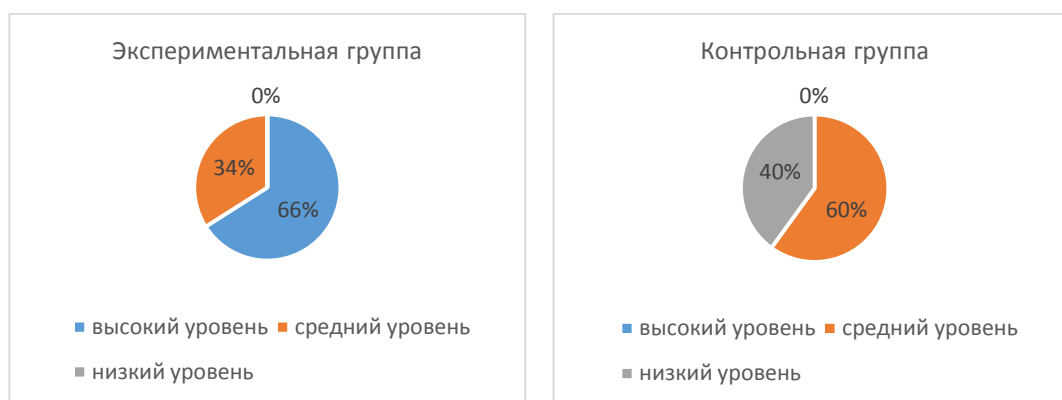 Экспериментальная группа
0%
34%
66%
высокий уровень средний уровень
низкий уровень
Контрольная группа
0%
40%
60%
высокий уровень средний уровень
низкий уровень